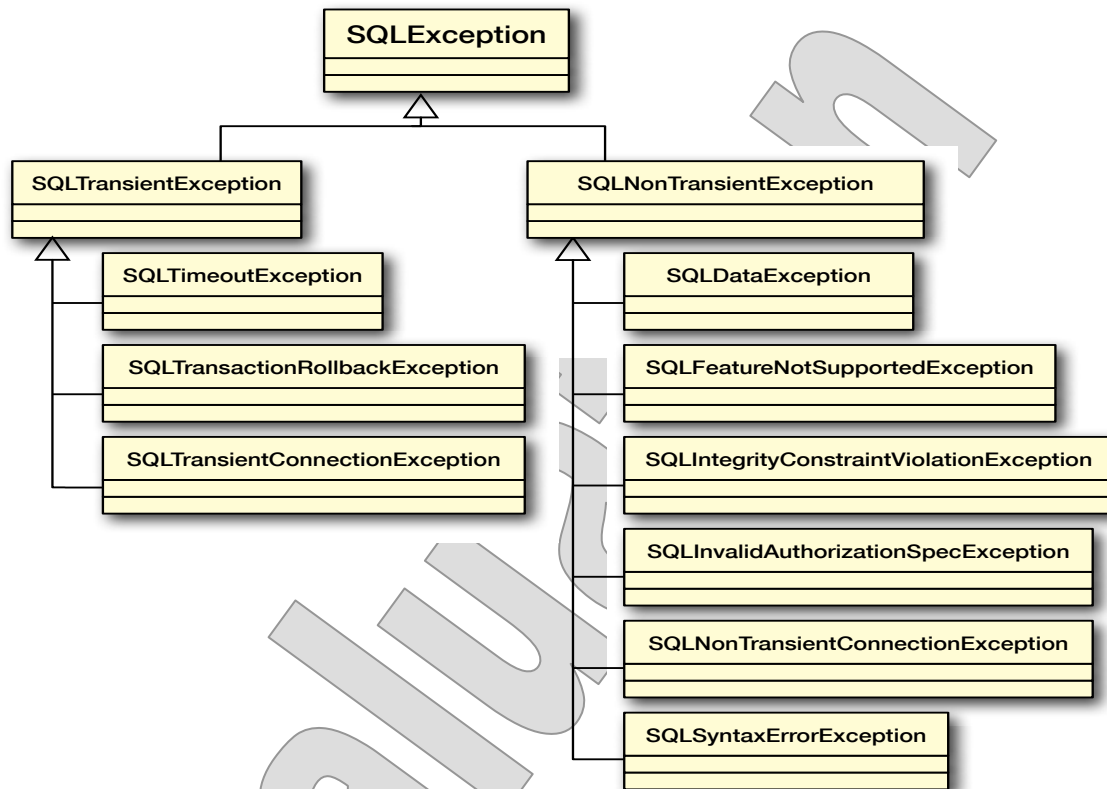 SQLException
SQLTransientException
SQLNonTransientException
SQLTimeoutException
SQLDataException
SQLTransactionRollbackException
SQLFeatureNotSupportedException
SQLTransientConnectionException
SQLIntegrityConstraintViolationException
SQLInvalidAuthorizationSpecException
SQLNonTransientConnectionException
SQLSyntaxErrorException